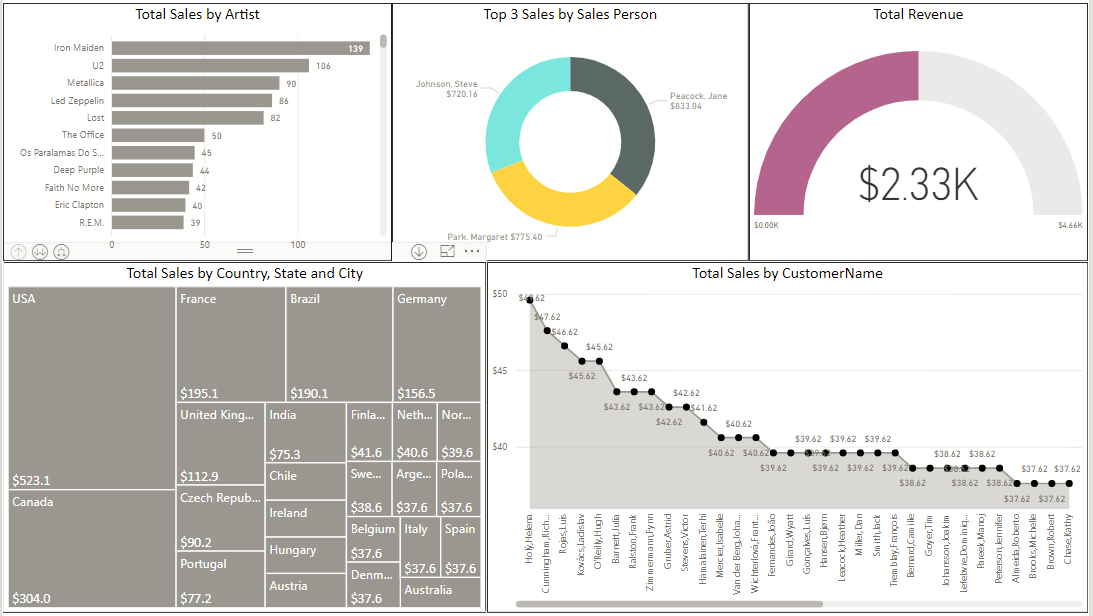 Total Sales by Artist
Iron Maiden 139
U2 106
Metallica 90
Led Zeppelin 86
Lost 82
The Office 50
Os Paralamas Do S... 45
Deep Purple 44
Faith No More 42
Eric Clapton 40
R.E.M. 39
0 50 100
Top 3 Sales by Sales Person
Johnson, Steve
$720.16
Peacock, Jane
$833.04
Park, Margaret $775.40
Total Revenue
$2.33K
$0.00K
$4.66K
Total Sales by Country, State and City
USA
$523.1
Canada
$304.0
France
$195.1
Brazil
$190.1
Germany
$156.5
United King...
$112.9
Czech Repub...
$90.2
Portugal
$77.2
India
$75.3
Chile
Ireland
Hungary
Austria
Finla...
$41.6
Neth...
$40.6
Nor...
$39.6
Swe...
$38.6
Arge...
$37.6
Pola...
$37.6
Belgium
$37.6
Denm...
$37.6
Italy
$37.6
Spain
$37.6
Australia
Total Sales by CustomerName
$50
$45
$40
$47.62
$46.62
$45.62
$45.62
$43.62
$43.62
$43.62
$42.62
$42.62
$41.62
$40.62
$40.62
$40.62
$39.62
$39.62
$39.62
$39.62
$39.62
$39.62
$39.62
$38.62
$38.62
$38.62
$38.62
$38.62
$37.62
$37.62
$37.62
$37.62
Holý,Helena
Cunningham,Rich...
Rojas,Luis
Kovács,Ladislav
O'Reilly,Hugh
Barnett,Julia
Ralston,Frank
Zimmermann,Fynn
Gruber,Astrid
Stevens,Victor
Hämäläinen,Terhi
Mercier,Isabelle
Van der Berg,Joha...
Wichterlová,Frant...
Fernandes,João
Girard,Wyatt
Gonçalves,Luís
Hansen,Bjørn
Leacock,Heather
Miller,Dan
Smith,Jack
Tremblay,François
Bernard,Camille
Goyer,Tim
Johansson,Joakim
Lefebvre,Dominiq...
Pareek,Manoj
Peterson,Jennifer
Almeida,Roberto
Brooks,Michelle
Brown,Robert
Chase,Kathy